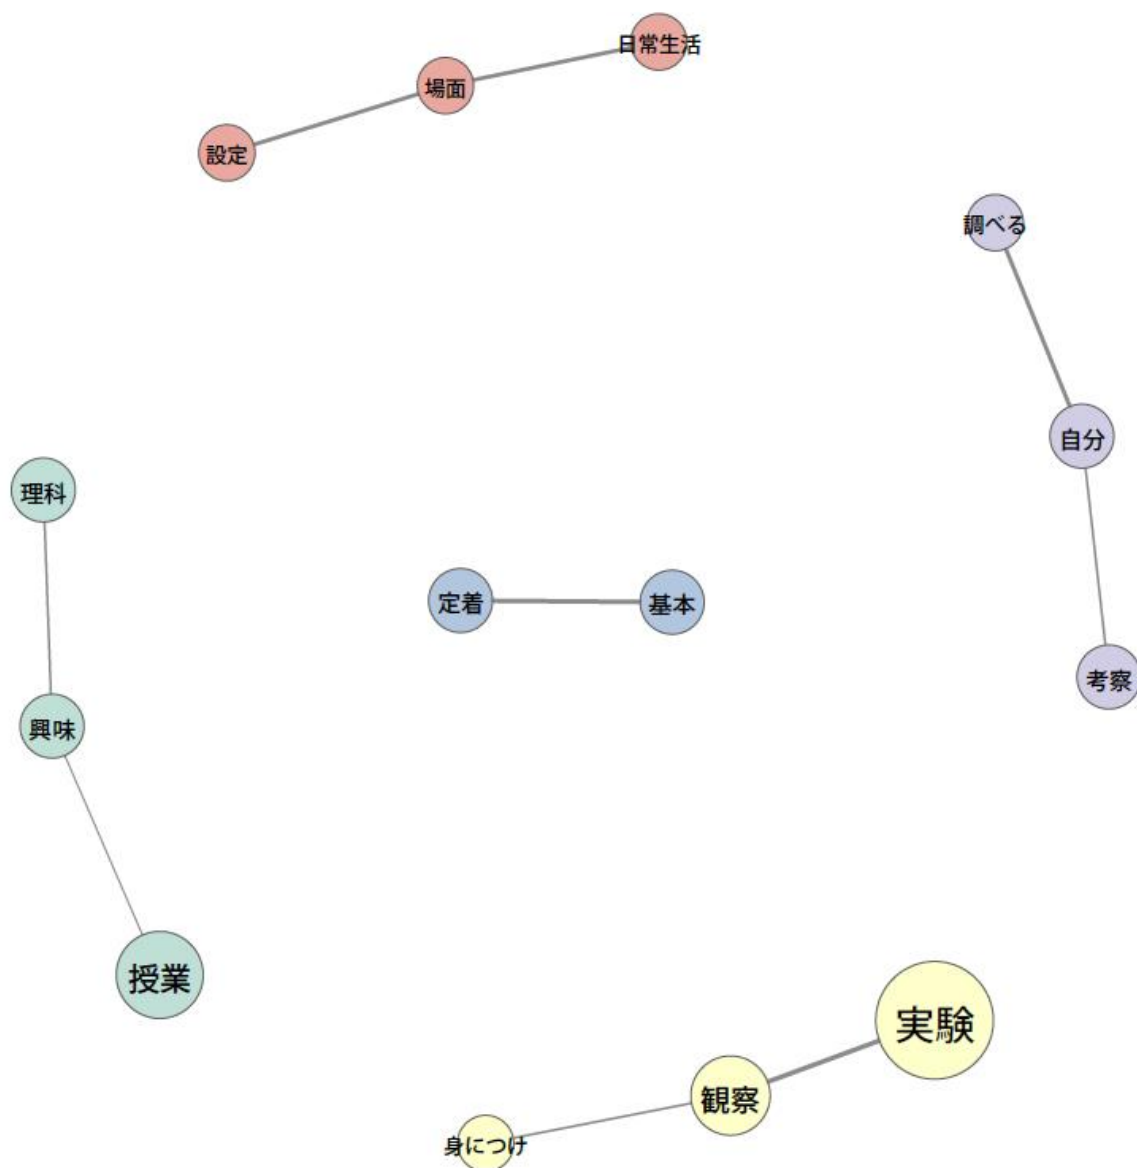 日常生活
場面
設定
調べる
自分
理科
定着
基本
考察
興味
授業
実験
観察
身につけ